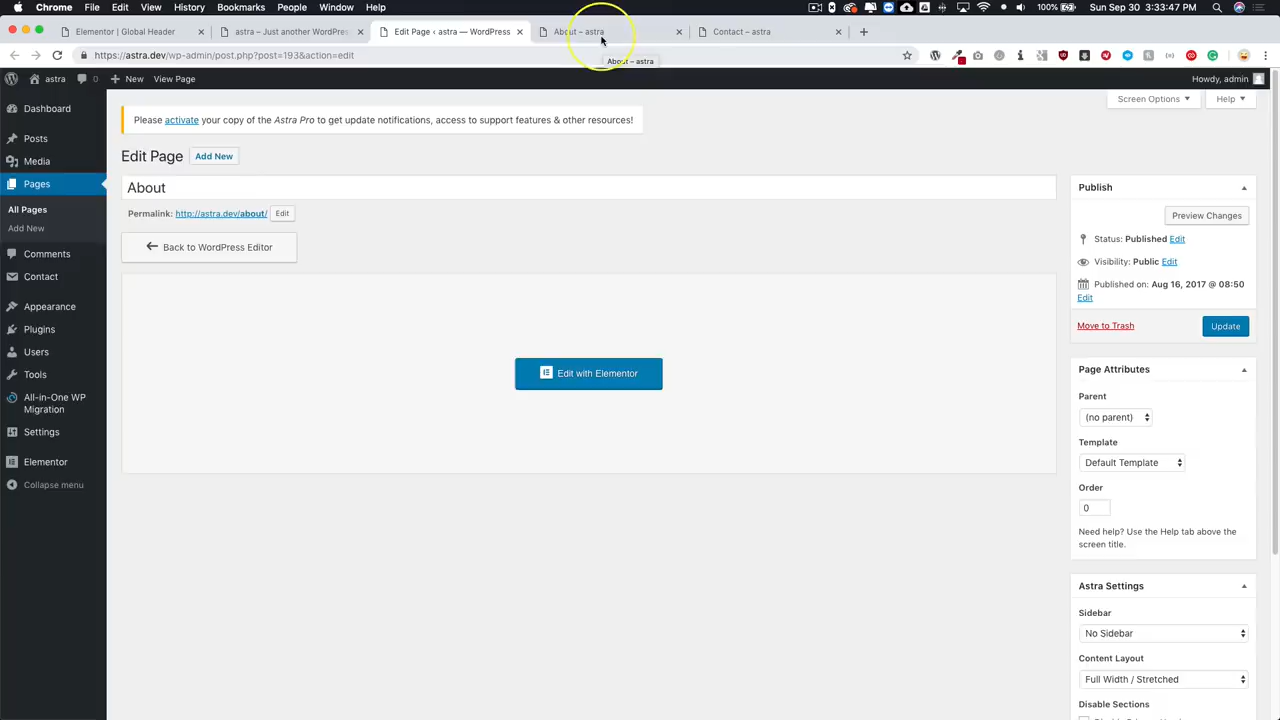 Chrome File Edit View History Bookmarks People Window Help
100% Sun Sep 3 3:33:47 PM
Elementor | Global Header
astra – Just another WordPres
Edit Page ‹ astra — WordPress
About – astra
Contact – astra
https://astra.dev/wp-admin/post.php?post=193&action=edit
About – astra
astra 0 New View Page
Howdy, admin
Screen Options
Help
Dashboard
Posts
Media
Pages
All Pages
Add New
Comments
Contact
Appearance
Plugins
Users
Tools
All-in-One WP
Migration
Settings
Elementor
Collapse menu
Please activate your copy of the Astra Pro to get update notifications, access to support features & other resources!
Edit Page Add New
About
Permalink: http://astra.dev/about/ Edit
Back to WordPress Editor
Edit with Elementor
Publish
Preview Changes
Status: Published Edit
Visibility: Public Edit
Published on: Aug 16, 2017 @ 08:50
Edit
Move to Trash
Update
Page Attributes
Parent
(no parent)
Template
Default Template
Order
0
Need help? Use the Help tab above the
screen title.
Astra Settings
Sidebar
No Sidebar
Content Layout
Full Width / Stretched
Disable Sections